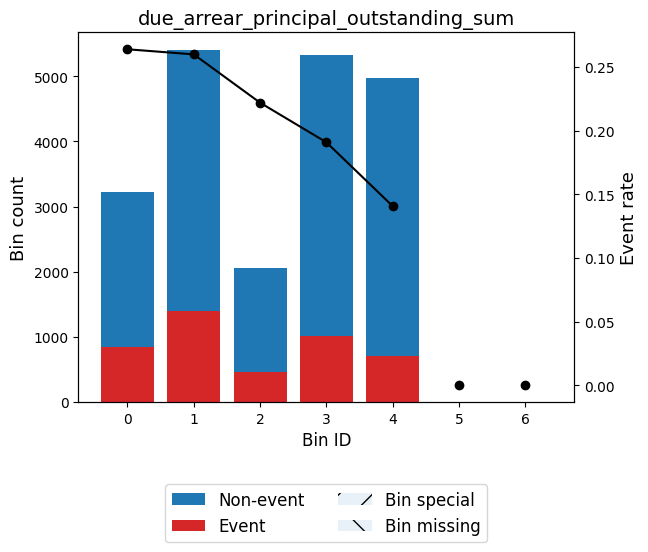 due_arrear_principal_outstanding_sum
Bin count
5000
4000
3000
2000
1000
0
0.25
0.20
0.15
0.10
0.05
0.00
Event rate
0 1 2 3 4 5 6
Bin ID
Non-event Bin special
Event Bin missing